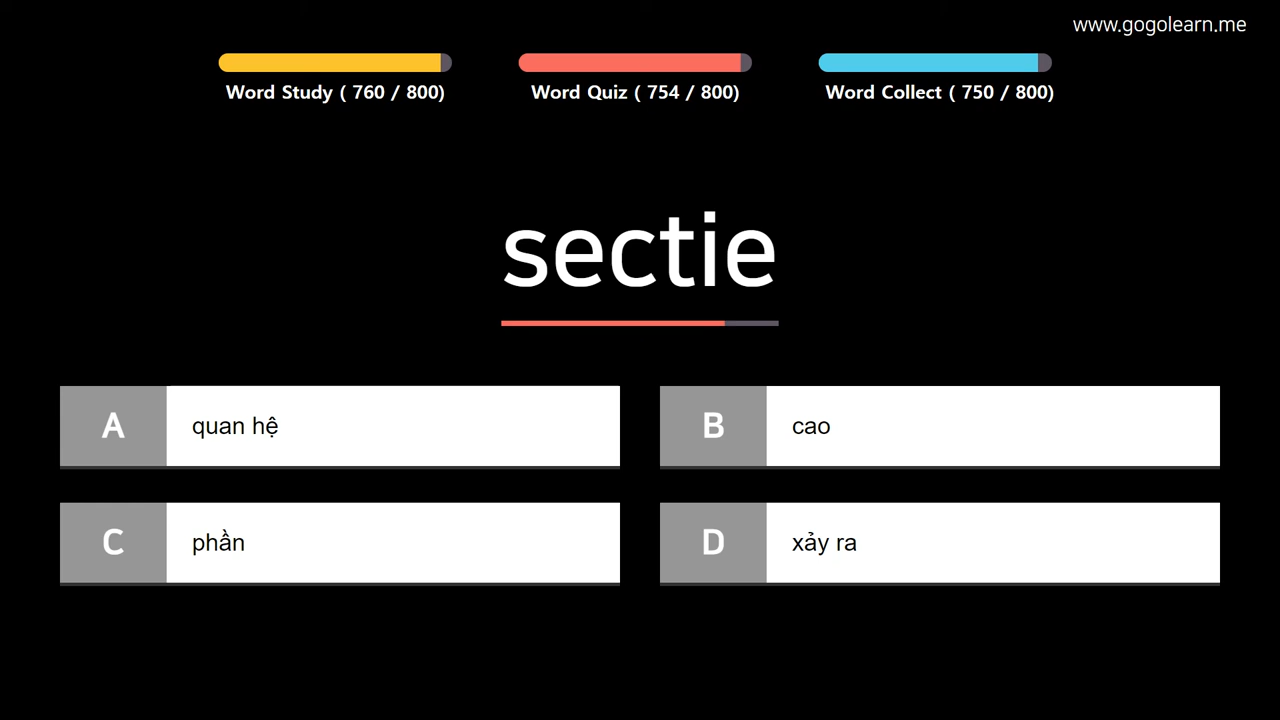 www.gogolearn.me
Word Study ( 760 / 800)
Word Quiz ( 754 / 800)
Word Collect ( 750 / 800)
sectie
A quan hệ
B cao
C phần
D xảy ra